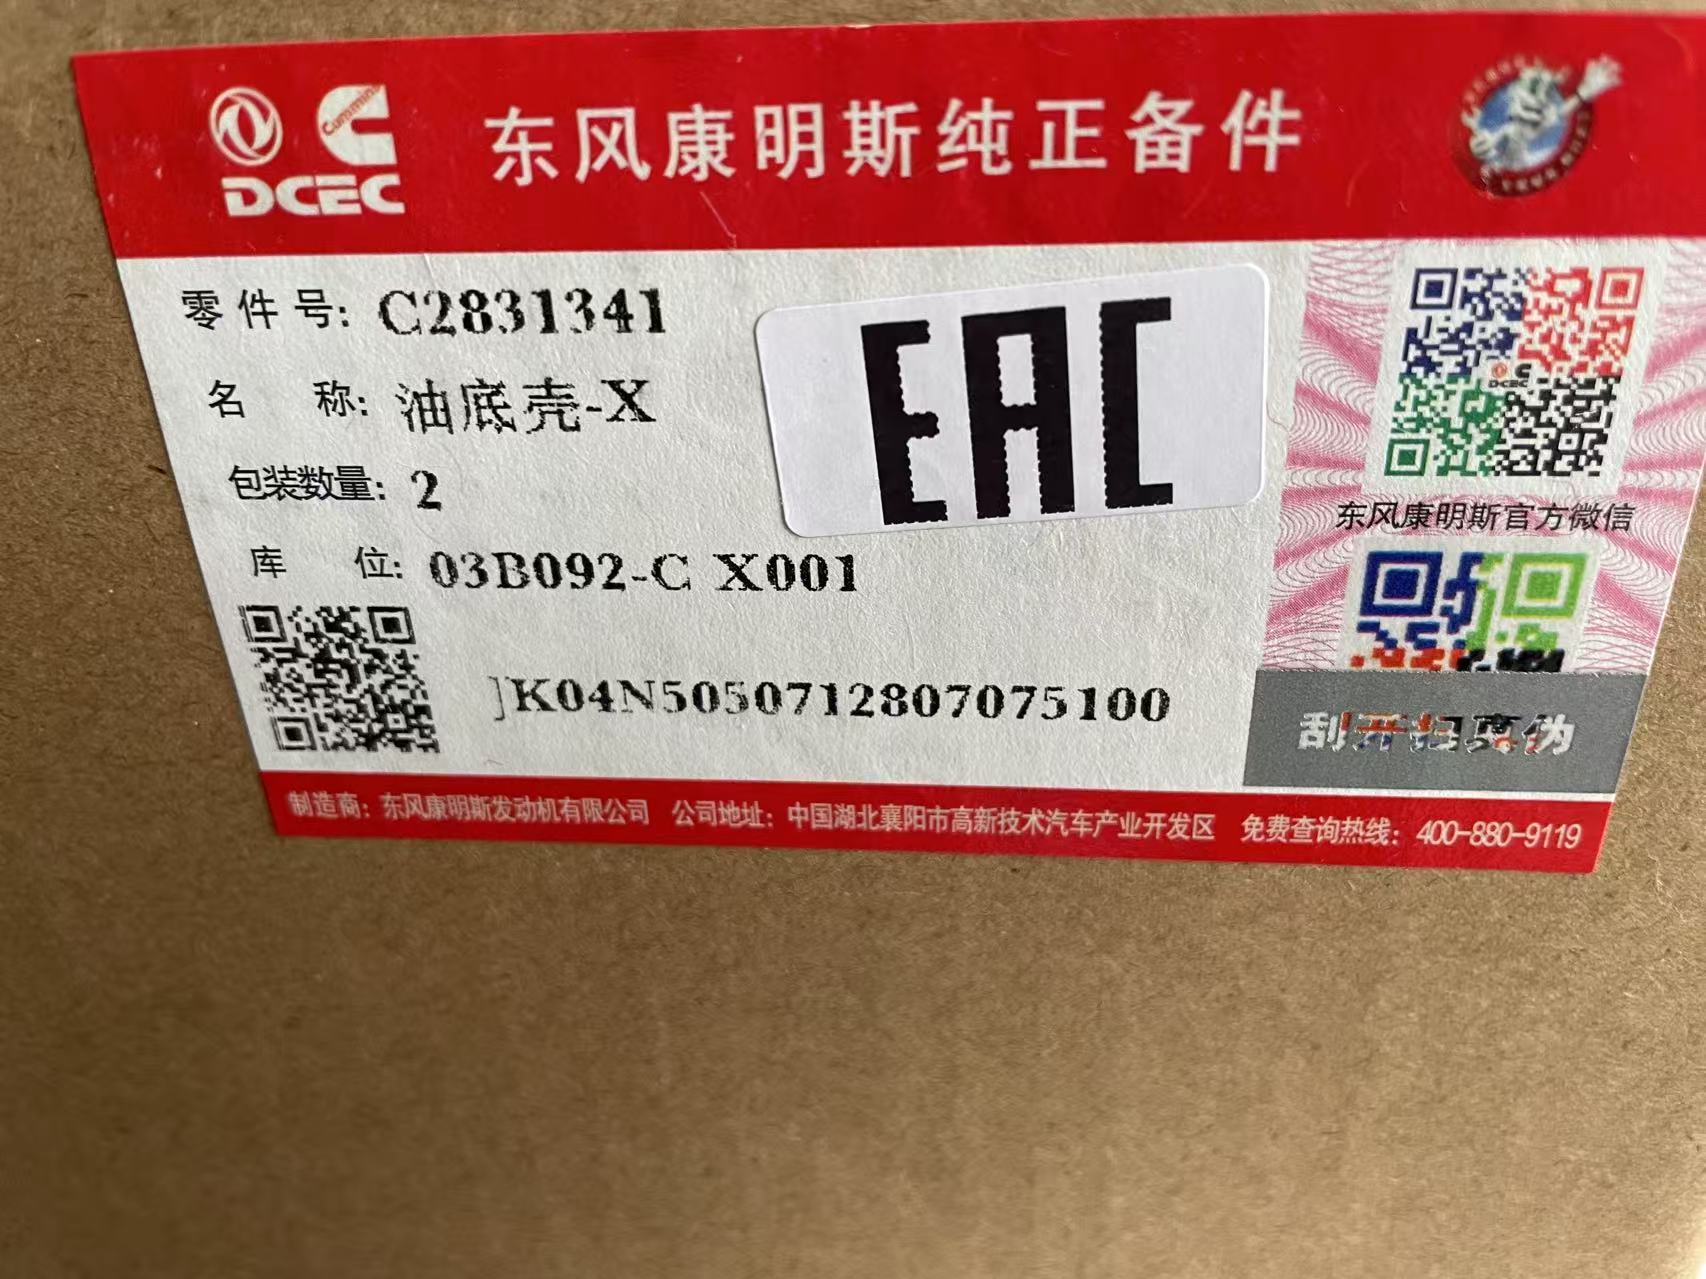 Cummins
DCEC
东风康明斯纯正备件
零件号: C2831341
名 称: 油底壳-X
包装数量: 2
库 位: 03B092-C X001
EAC
JK04N5050712807075100
DCEC
东风康明斯官方微信
刮开扫真伪
制造商: 东风康明斯发动机有限公司 公司地址: 中国湖北襄阳市高新技术汽车产业开发区 免费查询热线: 400-880-9119